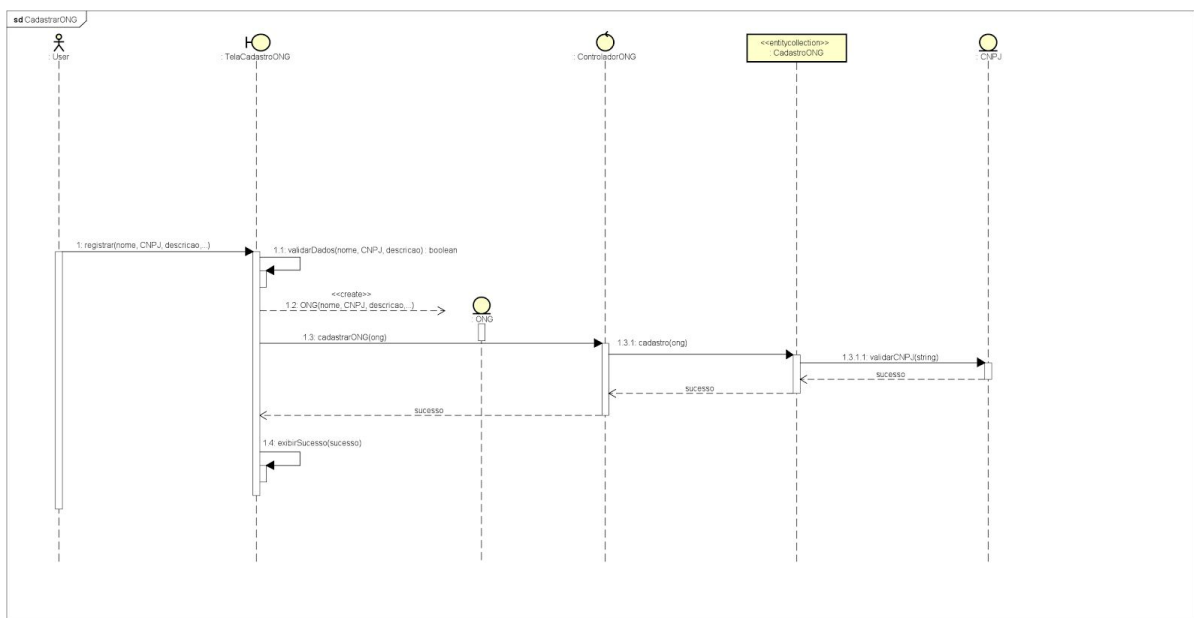 sd CadastrarONG
: User
: TelaCadastroONG
: ControladorONG
<<entitycollection>>
: CadastroONG
: CNPJ
1: registrar(nome, CNPJ, descricao,...)
1.1: validarDados(nome, CNPJ, descricao) : boolean
<<create>>
1.2: ONG(nome, CNPJ, descricao,...)
: ONG
1.3: cadastrarONG(ong)
1.3.1: cadastro(ong)
1.3.1.1: validarCNPJ(string)
sucesso
sucesso
sucesso
1.4: exibirSucesso(sucesso)